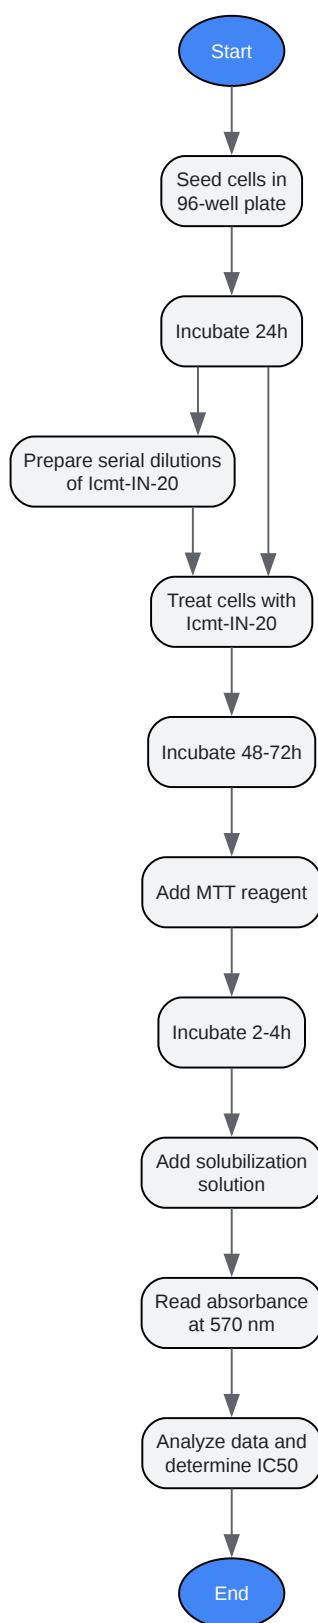 Start
Seed cells in
96-well plate
Incubate 24h
Prepare serial dilutions
of Icmt-IN-20
Treat cells with
Icmt-IN-20
Incubate 48-72h
Add MTT reagent
Incubate 2-4h
Add solubilization
solution
Read absorbance
at 570 nm
Analyze data and
determine IC50
End